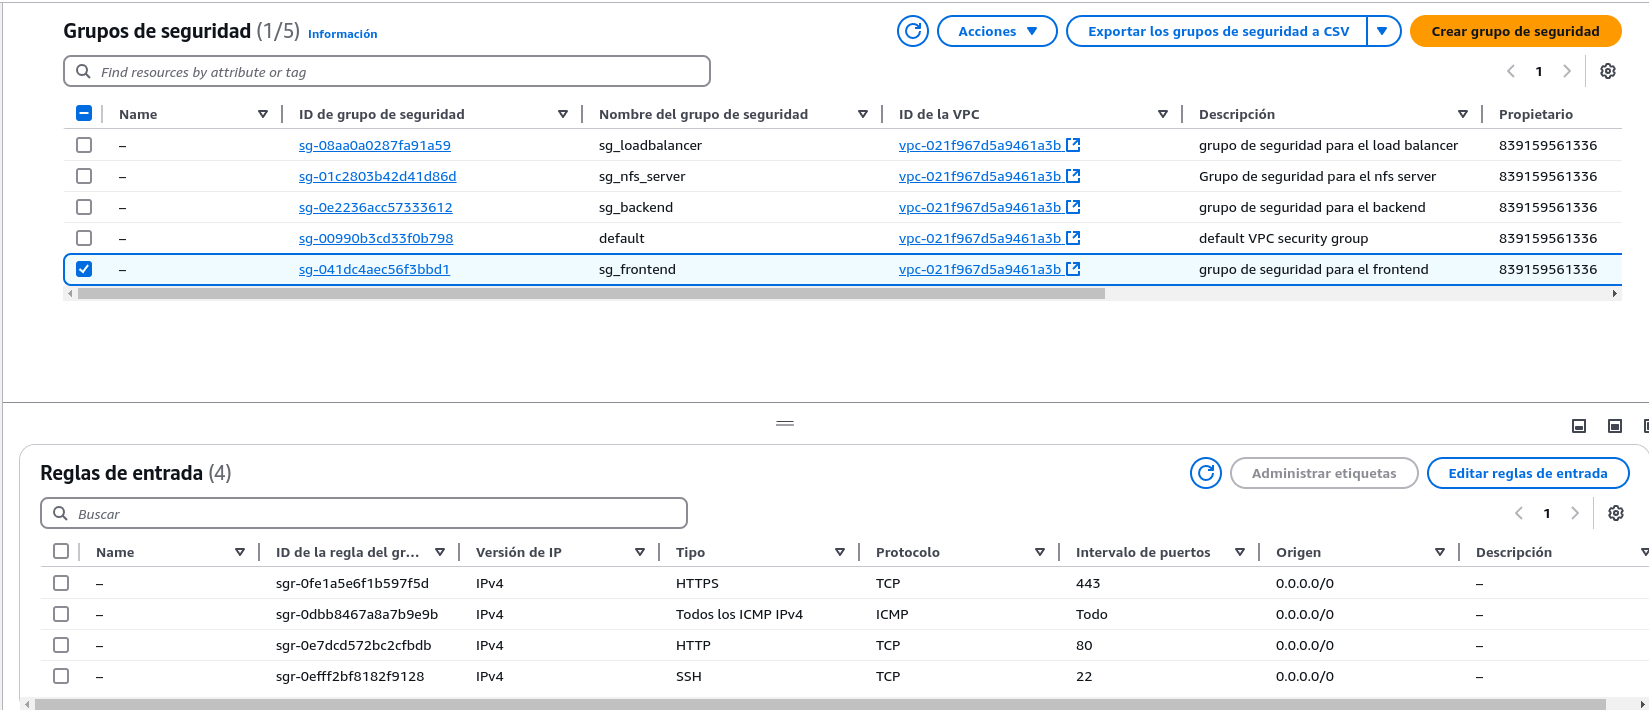 Grupos de seguridad (1/5) Información Acciones Exportar los grupos de seguridad a CSV Crear grupo de seguridad
Find resources by attribute or tag 1
Name ID de grupo de seguridad Nombre del grupo de seguridad ID de la VPC Descripción Propietario
– sg-08aa0a0287fa91a59 sg_loadbalancer vpc-021f967d5a9461a3b grupo de seguridad para el load balancer 839159561336
– sg-01c2803b42d41d86d sg_nfs_server vpc-021f967d5a9461a3b Grupo de seguridad para el nfs server 839159561336
– sg-0e2236acc57333612 sg_backend vpc-021f967d5a9461a3b grupo de seguridad para el backend 839159561336
– sg-00990b3cd33f0b798 default vpc-021f967d5a9461a3b default VPC security group 839159561336
– sg-041dc4aec56f3bbd1 sg_frontend vpc-021f967d5a9461a3b grupo de seguridad para el frontend 839159561336
Reglas de entrada (4) Administrar etiquetas Editar reglas de entrada
Buscar 1
Name ID de la regla del gr... Versión de IP Tipo Protocolo Intervalo de puertos Origen Descripción
– sgr-0fe1a5e6f1b597f5d IPv4 HTTPS TCP 443 0.0.0.0/0 –
– sgr-0dbb8467a8a7b9e9b IPv4 Todos los ICMP IPv4 ICMP Todo 0.0.0.0/0 –
– sgr-0e7dcd572bc2cfbdb IPv4 HTTP TCP 80 0.0.0.0/0 –
– sgr-0efff2bf8182f9128 IPv4 SSH TCP 22 0.0.0.0/0 –